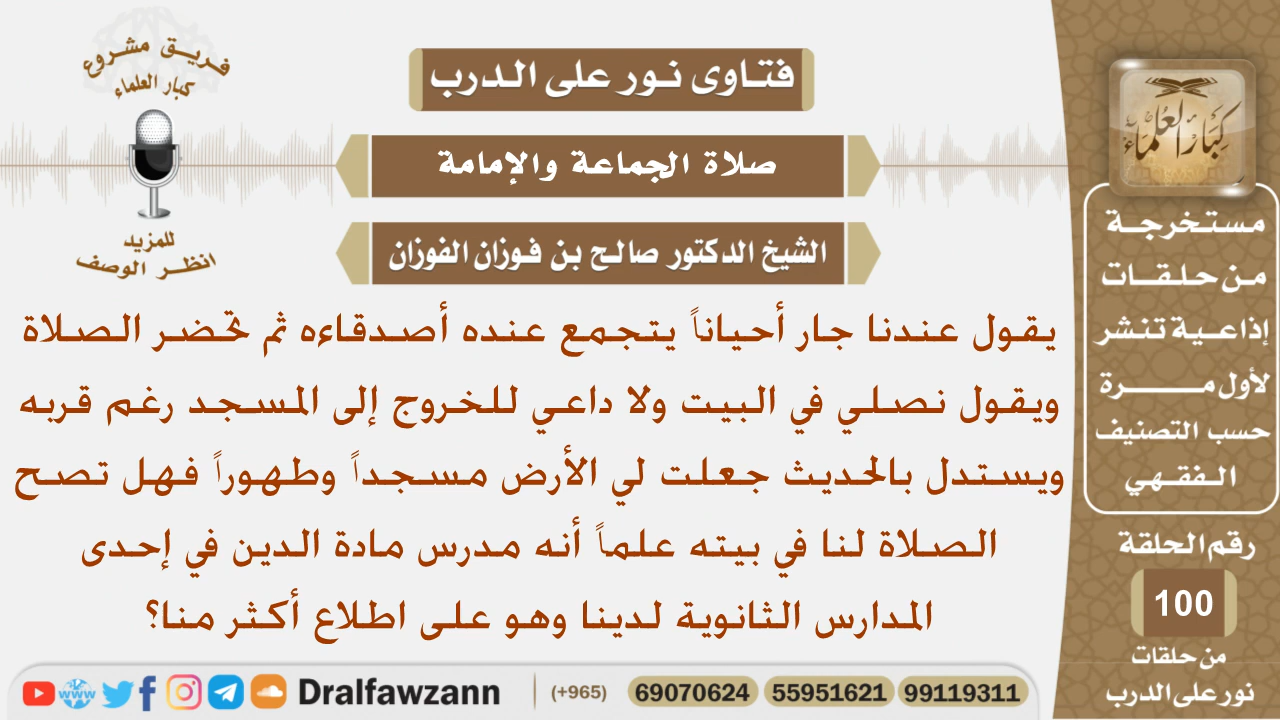 فريق مشروع
كبار العلماء
للمزيد
انظر الوصف
فتاوى نور على الدرب
صلاة الجماعة والإمامة
الشيخ الدكتور صالح بن فوزان الفوزان
يقول عندنا جار أحياناً يتجمع عنده أصدقاءه ثم تحضر الصلاة
ويقول نصلي في البيت ولا داعي للخروج إلى المسجد رغم قربه
ويستدل بالحديث جعلت لي الأرض مسجداً وطهوراً فهل تصح
الصلاة لنا في بيته علماً أنه مدرس مادة الدين في إحدى
المدارس الثانوية لدينا وهو على اطلاع أكثر منا؟
كبار العلماء
مستخرجة
من حلقات
إذاعية تنشر
لأول مرة
حسب التصنيف
الفقهي
رقم الحلقة
100
من حلقات
نور على الدرب
www
Dralfawzann
(+965)
69070624
55951621
99119311